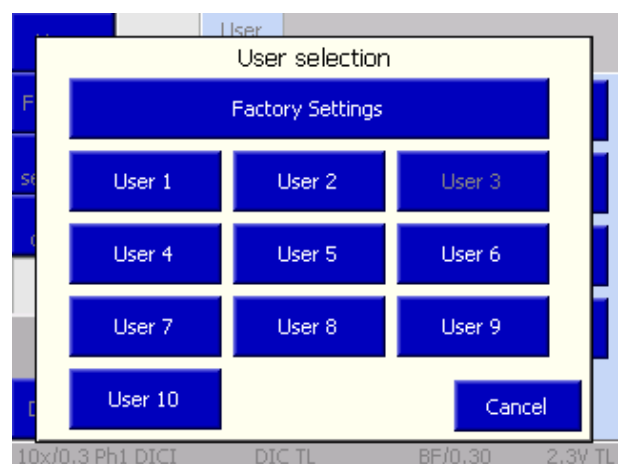 User
User selection
Factory Settings
User 1 User 2 User 3
User 4 User 5 User 6
User 7 User 8 User 9
User 10 Cancel
10x/0.3 Ph1 DICI DIC TL BF/0.30 2.3V TL